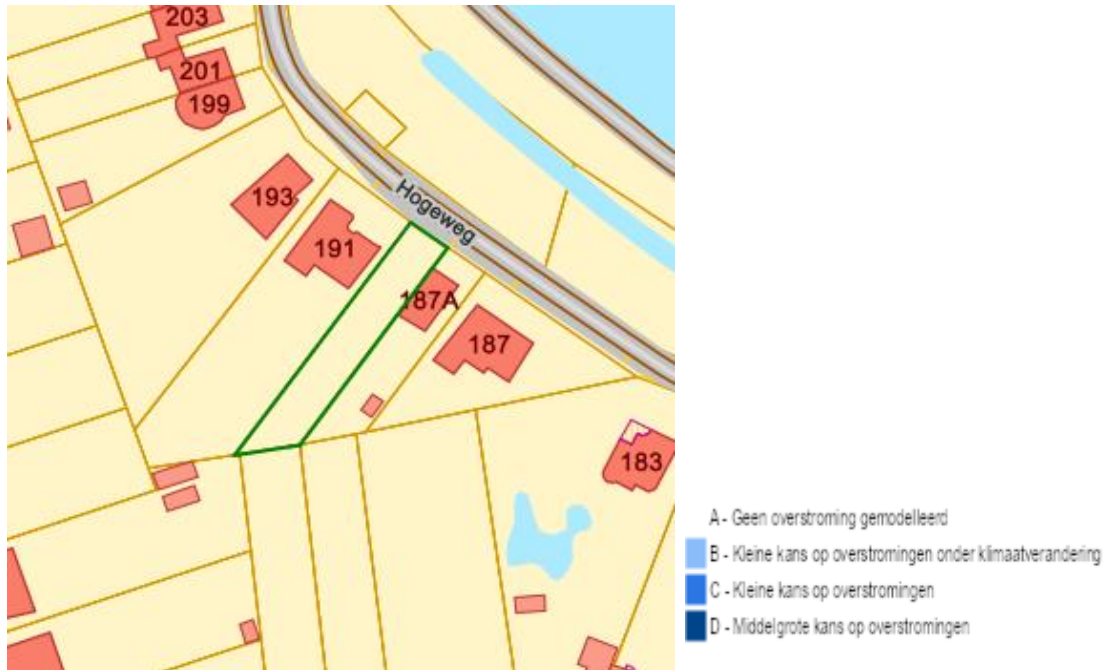 203
201
199
193
Hogeweg
191
187A
187
183
A - Geen overstroming gemodelleerd
B - Kleine kans op overstromingen onder klimaatverandering
C - Kleine kans op overstromingen
D - Middelgrote kans op overstromingen